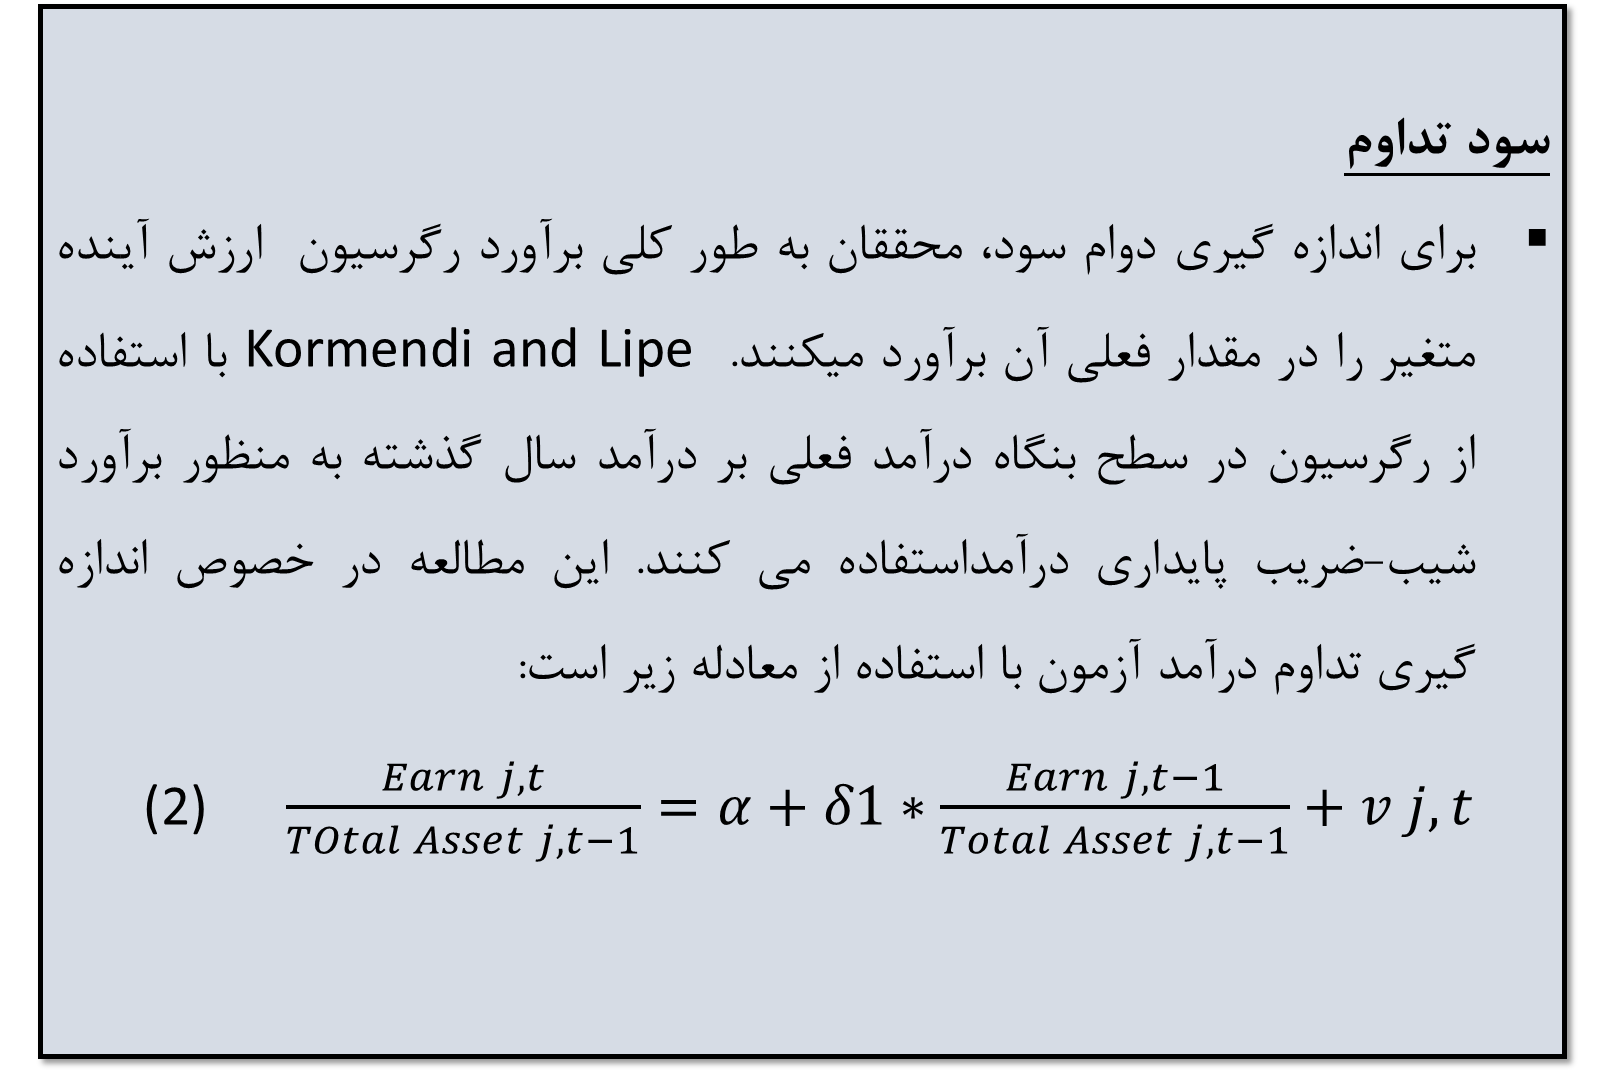 سود تداوم
▪ برای اندازه گیری دوام سود، محققان به طور کلی برآورد رگرسیون ارزش آینده
متغیر را در مقدار فعلی آن برآورد میکنند. Kormendi and Lipe با استفاده
از رگرسیون در سطح بنگاه درآمد فعلی بر درآمد سال گذشته به منظور برآورد
شیب-ضریب پایداری درآمداستفاده می کنند. این مطالعه در خصوص اندازه
گیری تداوم درآمد آزمون با استفاده از معادله زیر است:
(2) \frac{Earn j,t}{TOtal Asset j,t−1} = α + δ1 * \frac{Earn j,t−1}{Total Asset j,t−1} + v j, t